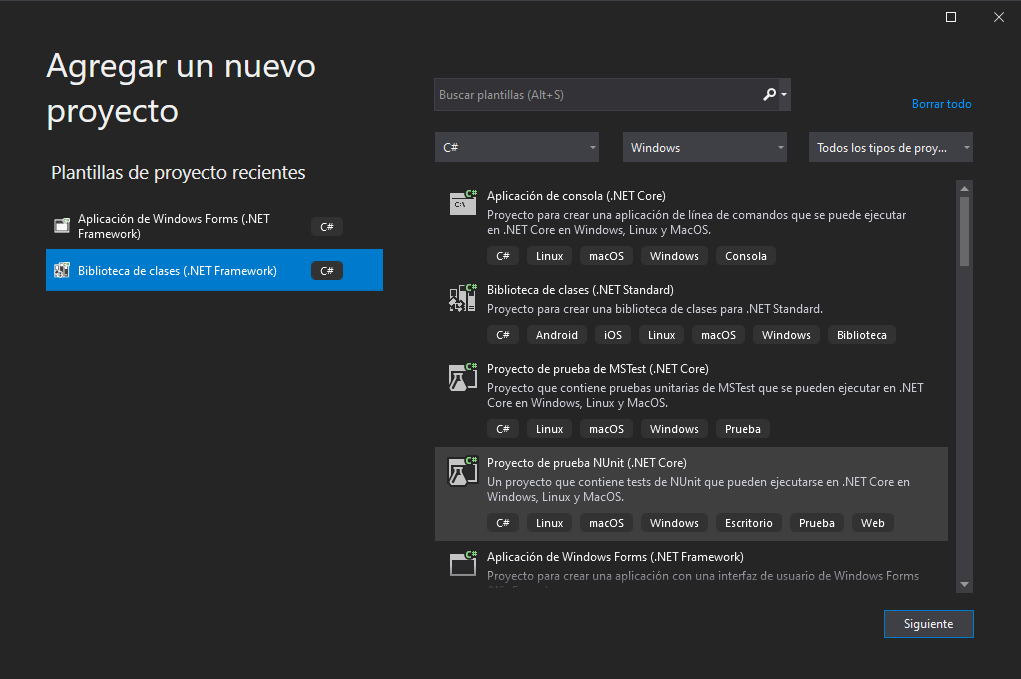 Agregar un nuevo
proyecto
Plantillas de proyecto recientes
Aplicación de Windows Forms (.NET
Framework)
C#
Biblioteca de clases (.NET Framework)
C#
Buscar plantillas (Alt+S)
Borrar todo
C#
Windows
Todos los tipos de proy...
Aplicación de consola (.NET Core)
Proyecto para crear una aplicación de línea de comandos que se puede ejecutar
en .NET Core en Windows, Linux y MacOS.
C# Linux macOS Windows Consola
Biblioteca de clases (.NET Standard)
Proyecto para crear una biblioteca de clases para .NET Standard.
C# Android iOS Linux macOS Windows Biblioteca
Proyecto de prueba de MSTest (.NET Core)
Proyecto que contiene pruebas unitarias de MSTest que se pueden ejecutar en .NET
Core en Windows, Linux y MacOS.
C# Linux macOS Windows Prueba
Proyecto de prueba NUnit (.NET Core)
Un proyecto que contiene tests de NUnit que pueden ejecutarse en .NET Core en
Windows, Linux y MacOS.
C# Linux macOS Windows Escritorio Prueba Web
Aplicación de Windows Forms (.NET Framework)
Proyecto para crear una aplicación con una interfaz de usuario de Windows Forms
Siguiente